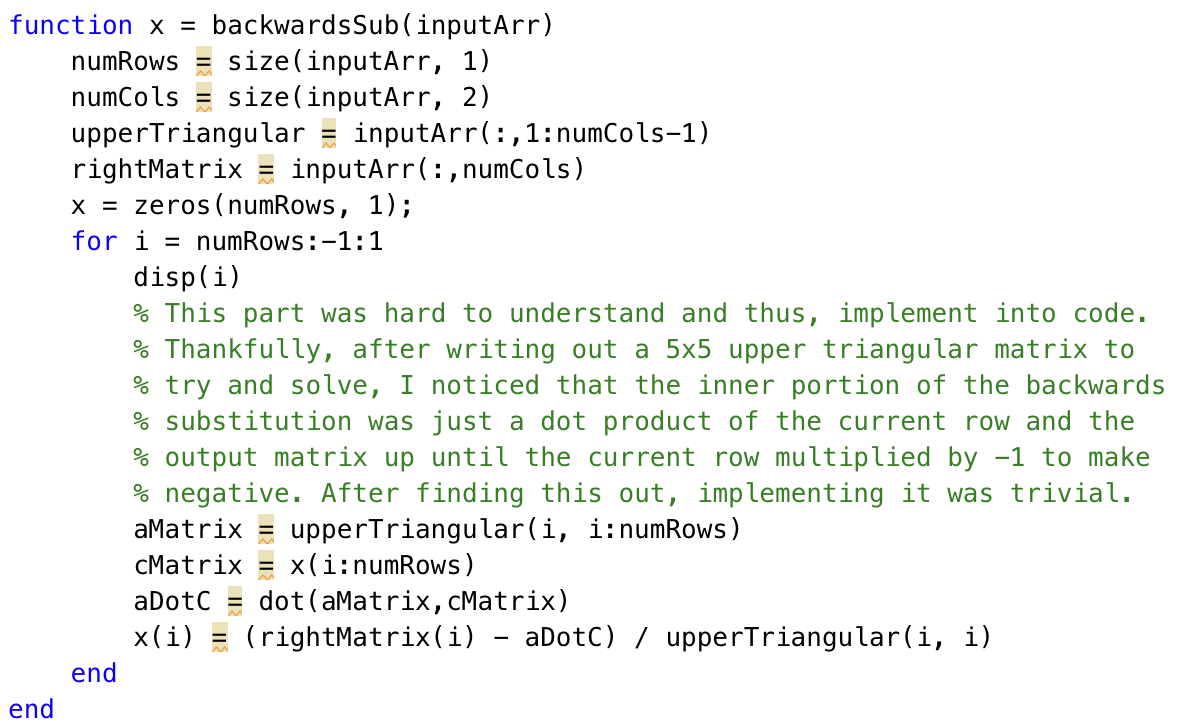 function x = backwardsSub(inputArr)
    numRows = size(inputArr, 1)
    numCols = size(inputArr, 2)
    upperTriangular = inputArr(:,1:numCols-1)
    rightMatrix = inputArr(:,numCols)
    x = zeros(numRows, 1);
    for i = numRows:-1:1
        disp(i)
        % This part was hard to understand and thus, implement into code.
        % Thankfully, after writing out a 5x5 upper triangular matrix to
        % try and solve, I noticed that the inner portion of the backwards
        % substitution was just a dot product of the current row and the
        % output matrix up until the current row multiplied by -1 to make
        % negative. After finding this out, implementing it was trivial.
        aMatrix = upperTriangular(i, i:numRows)
        cMatrix = x(i:numRows)
        aDotC = dot(aMatrix,cMatrix)
        x(i) = (rightMatrix(i) - aDotC) / upperTriangular(i, i)
    end
end